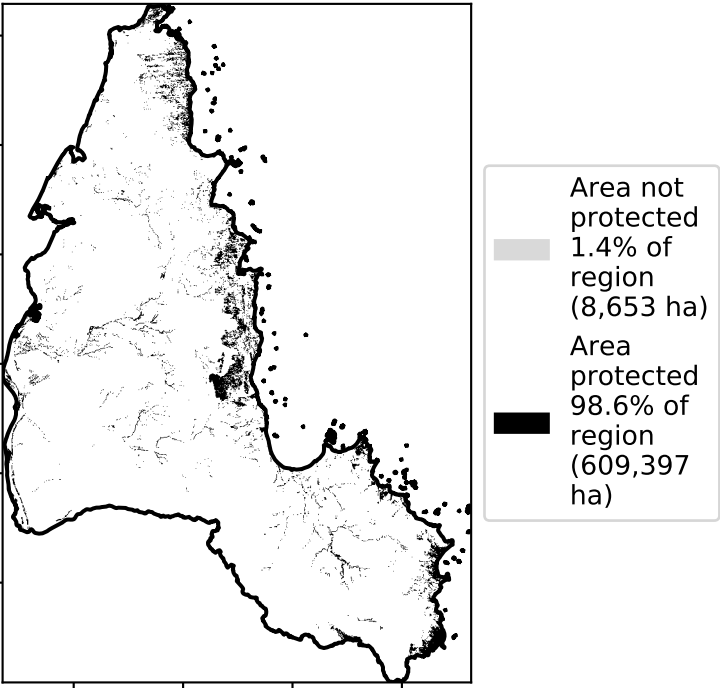 Area not
protected
1.4% of
region
(8,653 ha)
Area
protected
98.6% of
region
(609,397
ha)